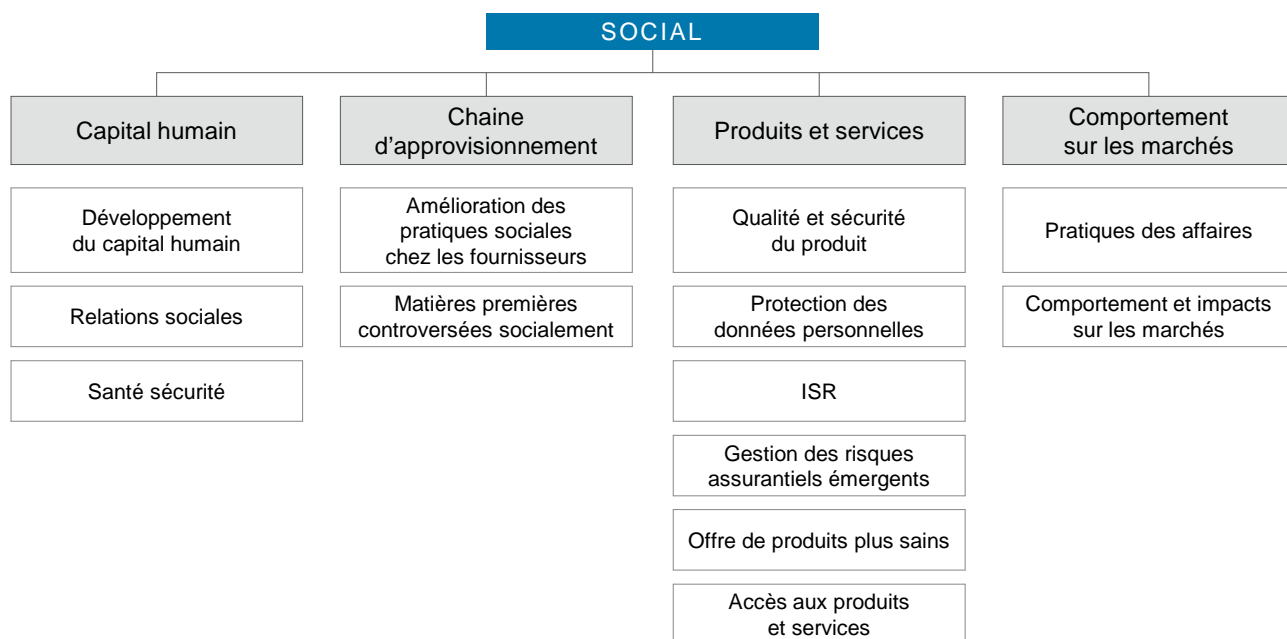 SOCIAL
Capital humain
Chaine
d'approvisionnement
Produits et services
Comportement
sur les marchés
Développement
du capital humain
Amélioration des
pratiques sociales
chez les fournisseurs
Qualité et sécurité
du produit
Pratiques des affaires
Relations sociales
Matières premières
controversées socialement
Protection des
données personnelles
Comportement et impacts
sur les marchés
Santé sécurité
ISR
Gestion des risques
assurantiels émergents
Offre de produits plus sains
Accès aux produits
et services